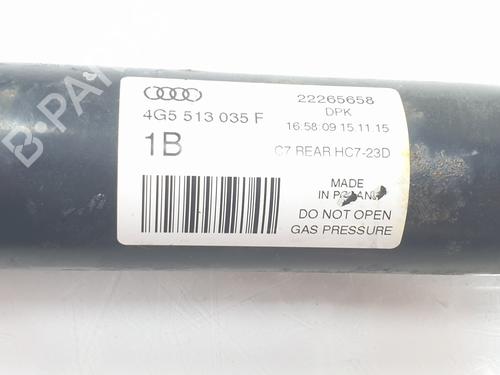 4G5 513 035 F
1B
22265658
DPK
16:58:09 15.11.15
C7 REAR HC7-23D
MADE
IN POLAND
DO NOT OPEN
GAS PRESSURE
B-PARTS